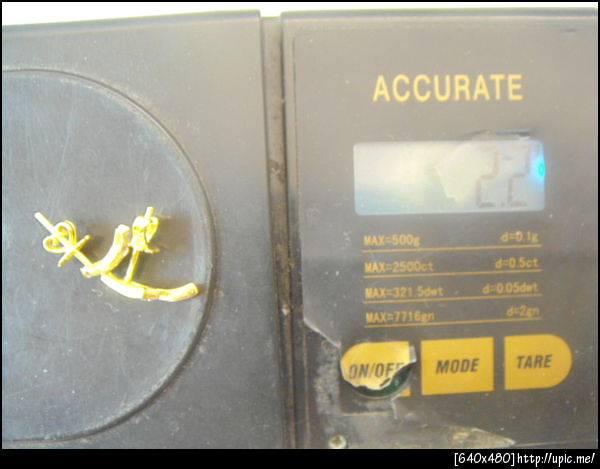 ACCURATE
2.2
MAX=500g d=0.1g
MAX=2500ct d=0.5ct
MAX=321.5dwt d=0.05dwt
MAX=7716gn d=2gn
ON/OFF MODE TARE
[640x480]http://upic.me/